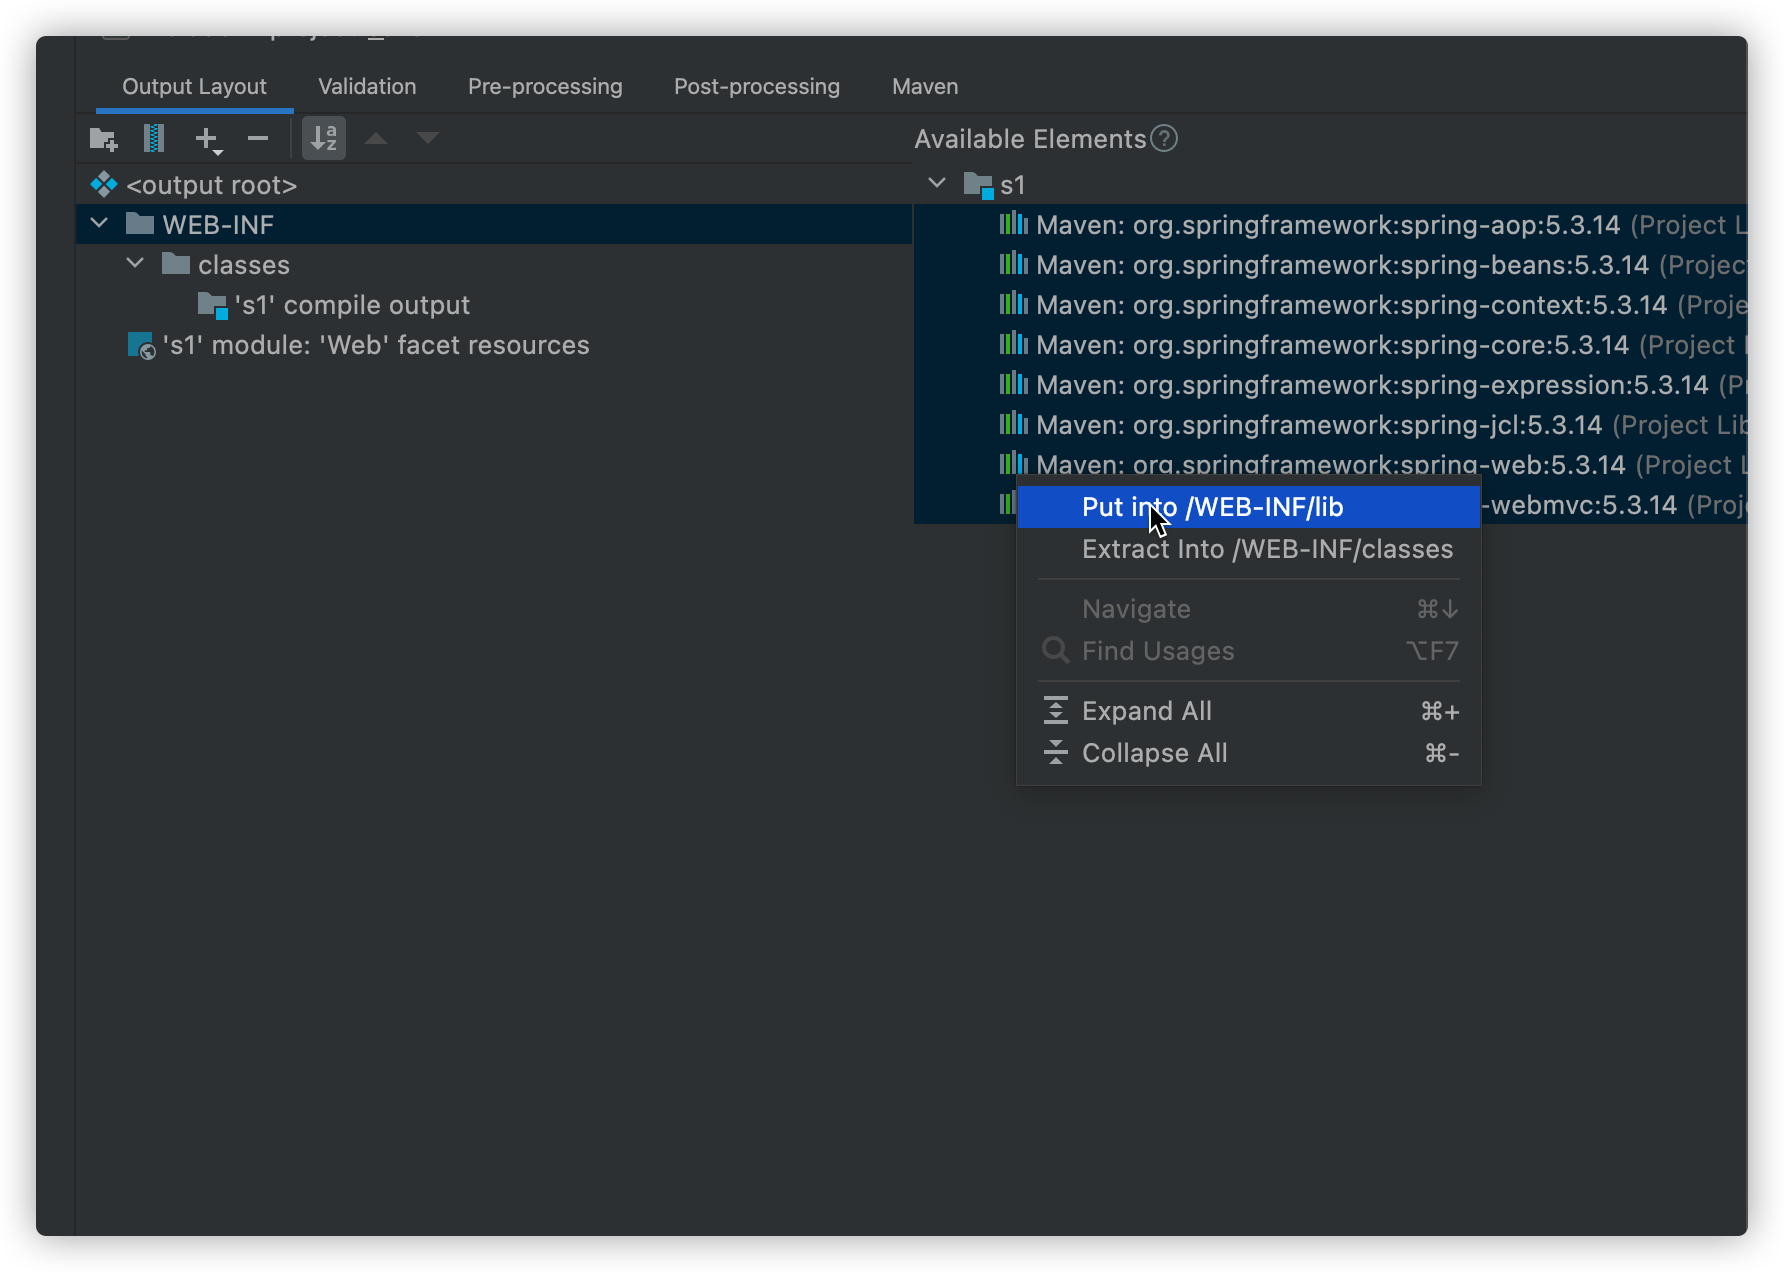 Output Layout Validation Pre-processing Post-processing Maven
Available Elements
<output root>
WEB-INF
classes
's1' compile output
's1' module: 'Web' facet resources
s1
Maven: org.springframework:spring-aop:5.3.14 (Project L
Maven: org.springframework:spring-beans:5.3.14 (Projec
Maven: org.springframework:spring-context:5.3.14 (Proje
Maven: org.springframework:spring-core:5.3.14 (Project
Maven: org.springframework:spring-expression:5.3.14 (P
Maven: org.springframework:spring-jcl:5.3.14 (Project Lib
Maven: org.springframework:spring-web:5.3.14 (Project L
-webmvc:5.3.14 (Proj
Put into /WEB-INF/lib
Extract Into /WEB-INF/classes
Navigate ⌘↓
Find Usages ⌥F7
Expand All ⌘+
Collapse All ⌘-